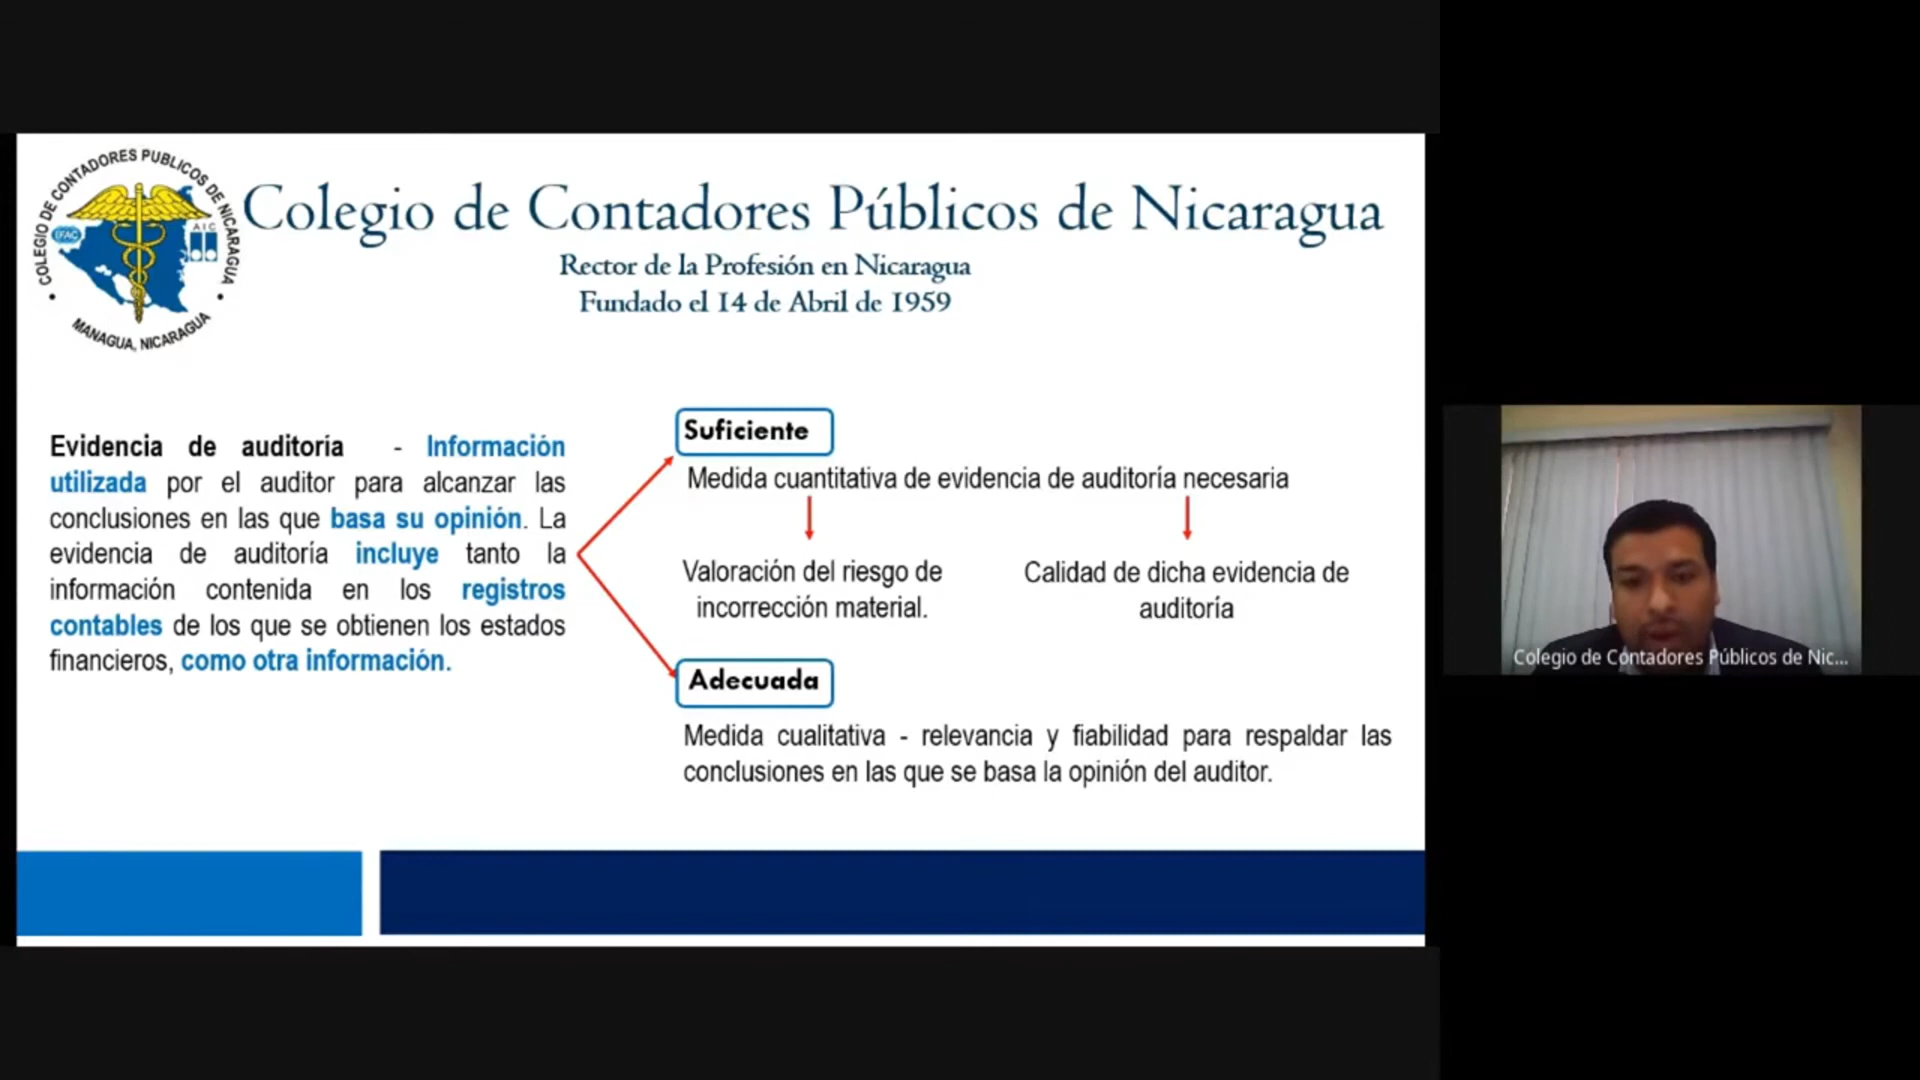 COLEGIO DE CONTADORES PUBLICOS DE NICARAGUA
IFAC
AIC
MANAGUA, NICARAGUA
Colegio de Contadores Públicos de Nicaragua
Rector de la Profesión en Nicaragua
Fundado el 14 de Abril de 1959
Evidencia de auditoría - Información
utilizada por el auditor para alcanzar las
conclusiones en las que basa su opinión. La
evidencia de auditoría incluye tanto la
información contenida en los registros
contables de los que se obtienen los estados
financieros, como otra información.
Suficiente
Medida cuantitativa de evidencia de auditoría necesaria
Valoración del riesgo de
incorrección material.
Calidad de dicha evidencia de
auditoría
Adecuada
Medida cualitativa - relevancia y fiabilidad para respaldar las
conclusiones en las que se basa la opinión del auditor.
Colegio de Contadores Públicos de Nic...